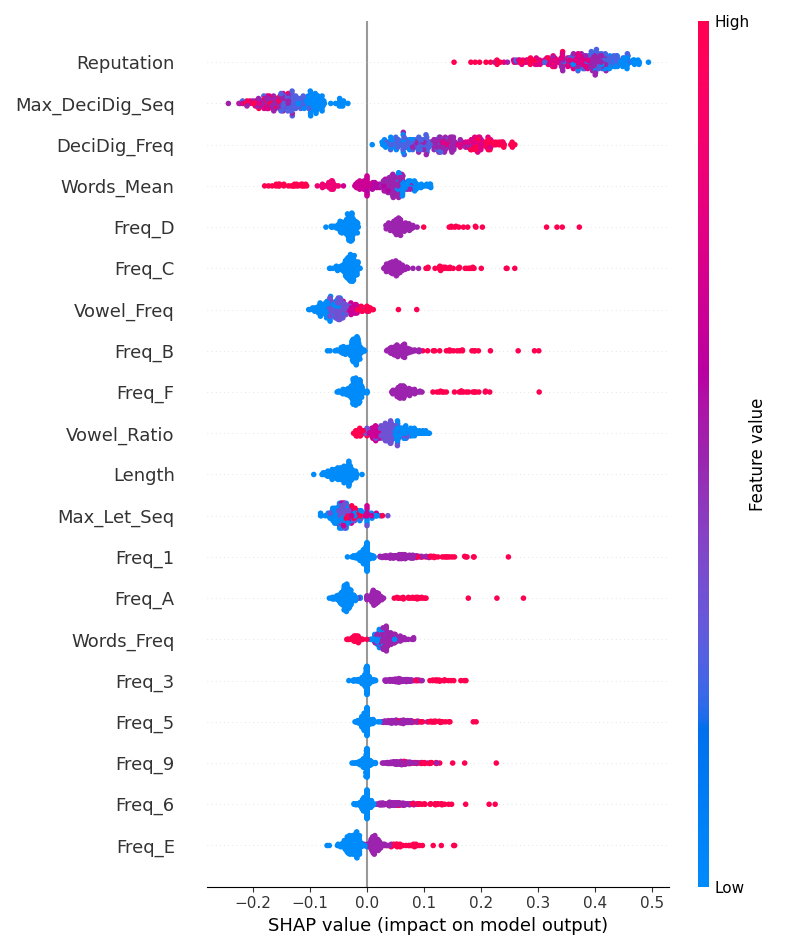 High
Reputation
Max_DeciDig_Seq
DeciDig_Freq
Words_Mean
Freq_D
Freq_C
Vowel_Freq
Freq_B
Freq_F
Vowel_Ratio
Length
Max_Let_Seq
Freq_1
Freq_A
Words_Freq
Freq_3
Freq_5
Freq_9
Freq_6
Freq_E
Feature value
Low
−0.2 −0.1 0.0 0.1 0.2 0.3 0.4 0.5
SHAP value (impact on model output)